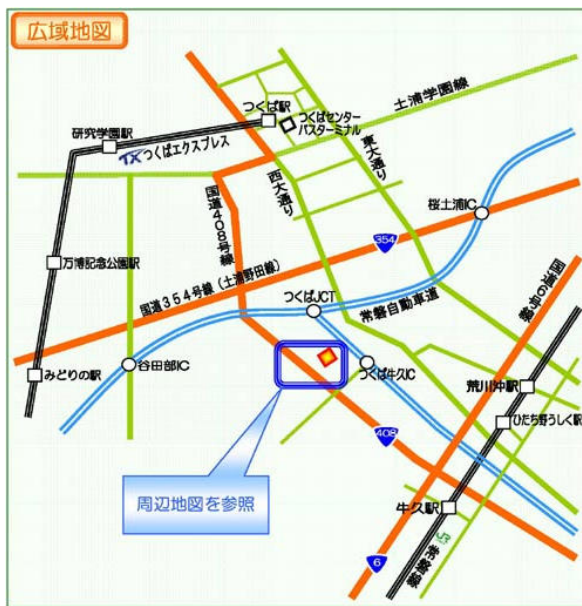 広域地図
つくば駅
つくばセンター
バスターミナル
土浦学園線
研究学園駅
TX つくばエクスプレス
東大通り
西大通り
国道408号線
桜土浦IC
354
万博記念公園駅
国道354号線(土浦野田線)
国道6号線
つくばJCT
常磐自動車道
みどりの駅
谷田部IC
つくば牛久IC
荒川沖駅
ひたち野うしく駅
408
周辺地図を参照
牛久駅
JR常磐線
6